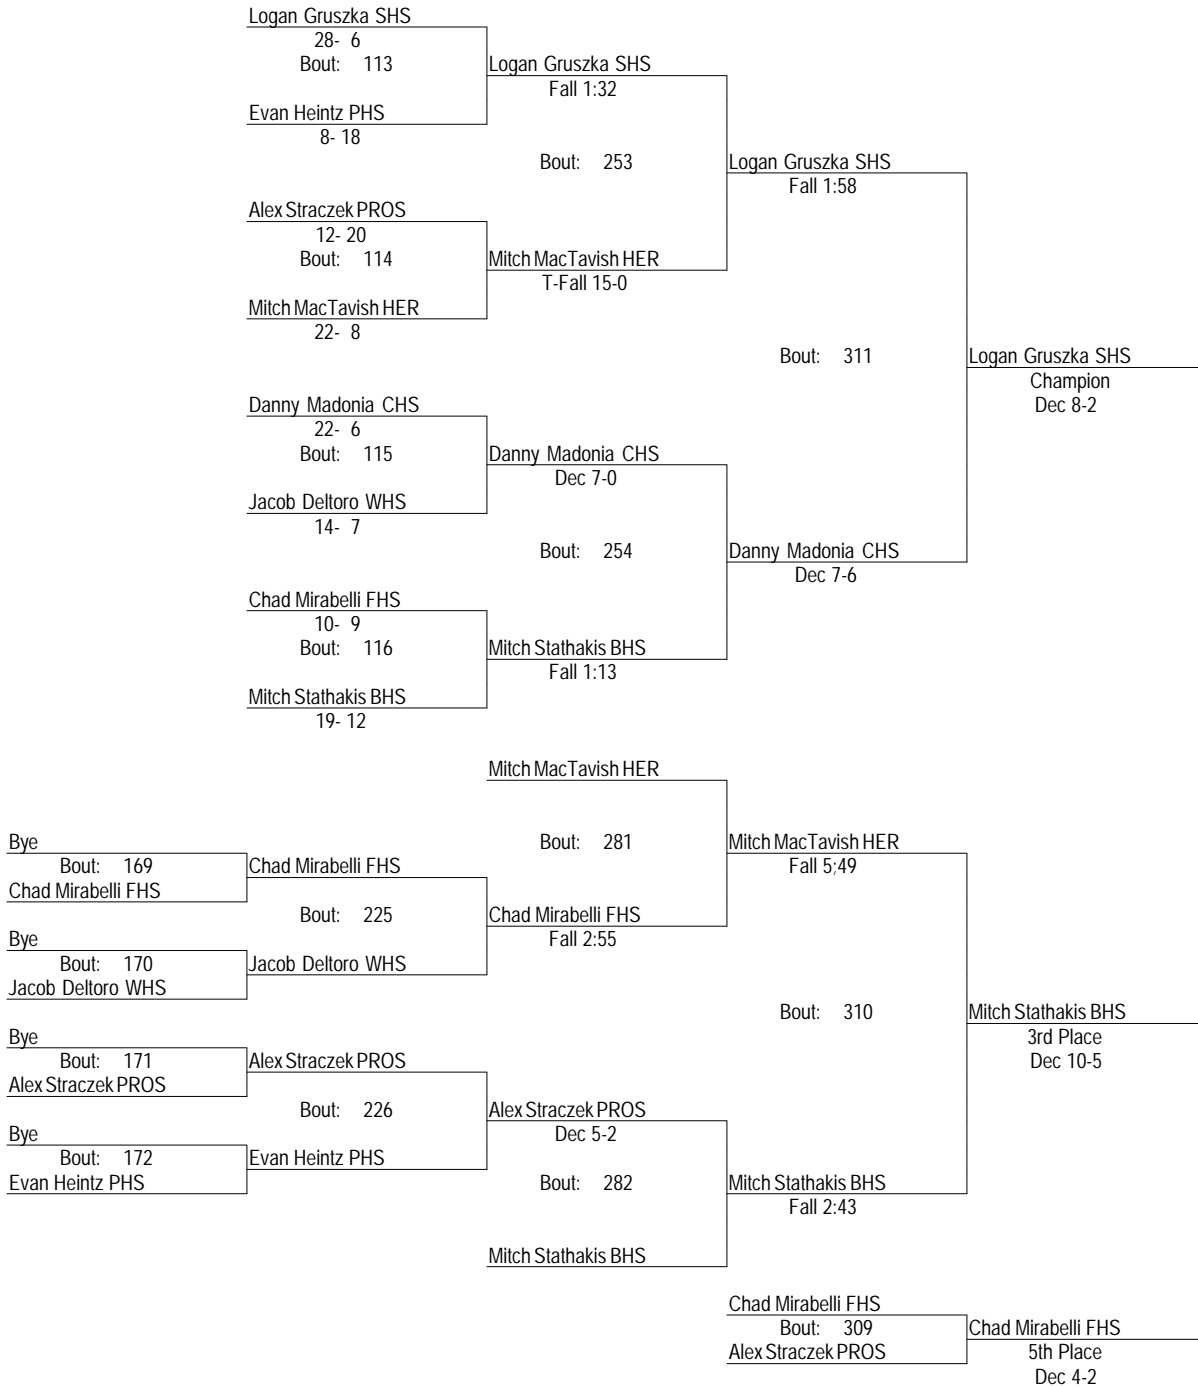 Logan Gruszka SHS
28- 6
Bout: 113
Logan Gruszka SHS
Fall 1:32
Evan Heintz PHS
8- 18
Bout: 253
Logan Gruszka SHS
Fall 1:58
Alex Straczek PROS
12- 20
Bout: 114
Mitch MacTavish HER
T-Fall 15-0
Mitch MacTavish HER
22- 8
Bout: 311
Logan Gruszka SHS
Champion
Dec 8-2
Danny Madonia CHS
22- 6
Bout: 115
Danny Madonia CHS
Dec 7-0
Jacob Deltoro WHS
14- 7
Bout: 254
Danny Madonia CHS
Dec 7-6
Chad Mirabelli FHS
10- 9
Bout: 116
Mitch Stathakis BHS
Fall 1:13
Mitch Stathakis BHS
19- 12
Mitch MacTavish HER
Bout: 281
Mitch MacTavish HER
Fall 5;49
Bye
Bout: 169
Chad Mirabelli FHS
Chad Mirabelli FHS
Bout: 225
Chad Mirabelli FHS
Fall 2:55
Bye
Bout: 170
Jacob Deltoro WHS
Jacob Deltoro WHS
Bout: 310
Mitch Stathakis BHS
3rd Place
Dec 10-5
Bye
Bout: 171
Alex Straczek PROS
Alex Straczek PROS
Bout: 226
Alex Straczek PROS
Dec 5-2
Bye
Bout: 172
Evan Heintz PHS
Evan Heintz PHS
Bout: 282
Mitch Stathakis BHS
Fall 2:43
Mitch Stathakis BHS
Chad Mirabelli FHS
Bout: 309
Alex Straczek PROS
Chad Mirabelli FHS
5th Place
Dec 4-2